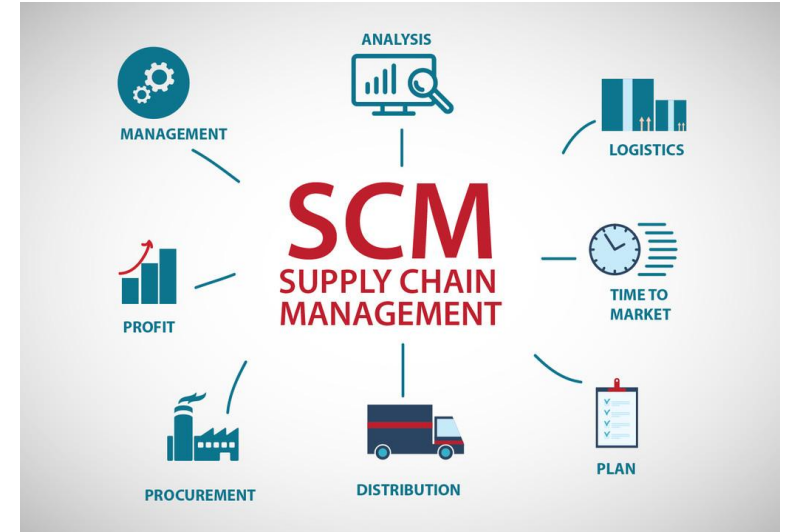 ANALYSIS
MANAGEMENT
LOGISTICS
SCM
SUPPLY CHAIN
MANAGEMENT
TIME TO
MARKET
PROFIT
PLAN
PROCUREMENT
DISTRIBUTION